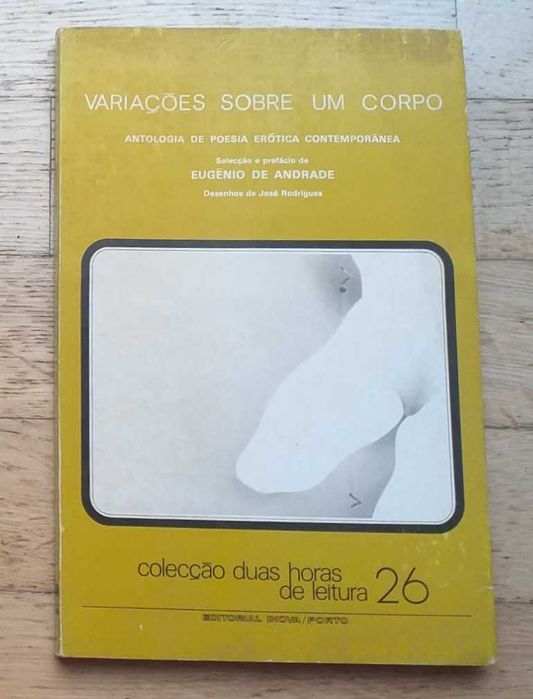 VARIAÇÕES SOBRE UM CORPO
ANTOLOGIA DE POESIA ERÓTICA CONTEMPORÂNEA
Selecção e prefácio de
EUGÉNIO DE ANDRADE
Desenhos de José Rodrigues
colecção duas horas
de leitura 26
EDITORIAL INOVA/PORTO